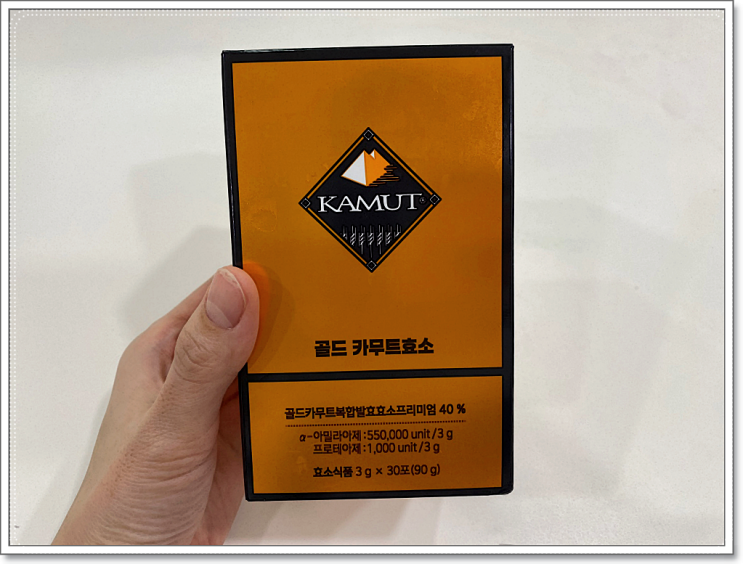 KAMUT
골드 카무트효소
골드카무트복합발효효소프리미엄 40 %
α-아밀라아제:550,000 unit/3 g
프로테아제:1,000 unit/3 g
효소식품 3 g × 30포(90 g)